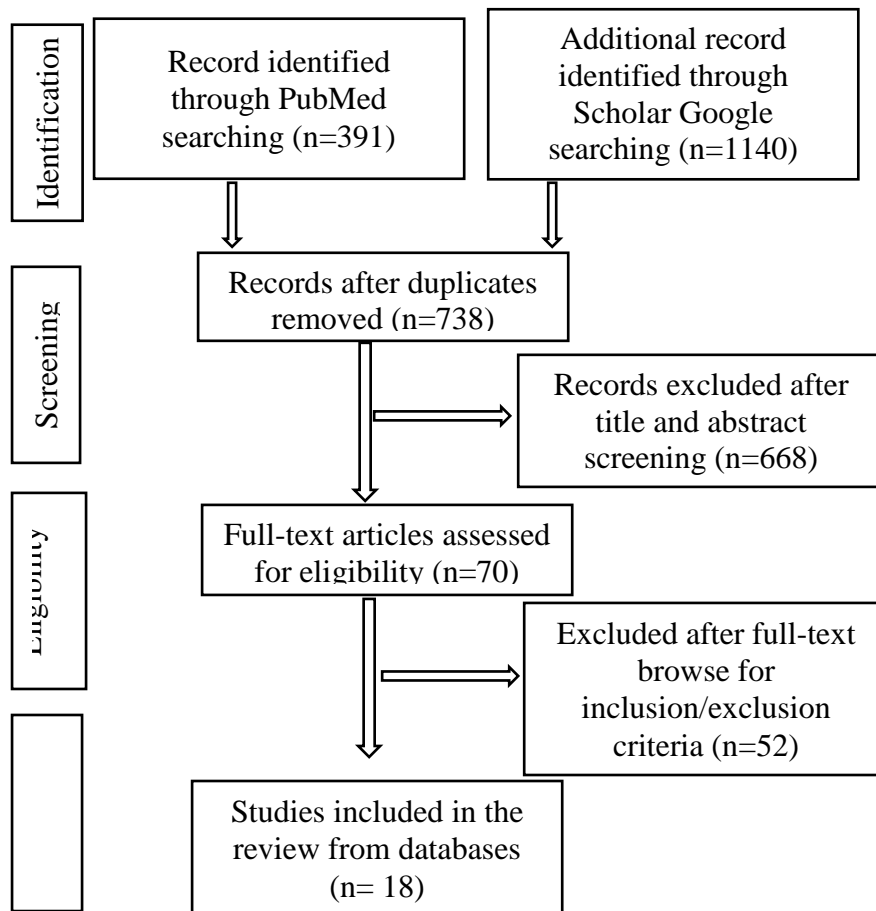 Identification
Record identified
through PubMed
searching (n=391)
Additional record
identified through
Scholar Google
searching (n=1140)
Screening
Records after duplicates
removed (n=738)
Records excluded after
title and abstract
screening (n=668)
Eligibility
Full-text articles assessed
for eligibility (n=70)
Excluded after full-text
browse for
inclusion/exclusion
criteria (n=52)
Studies included in the
review from databases
(n= 18)